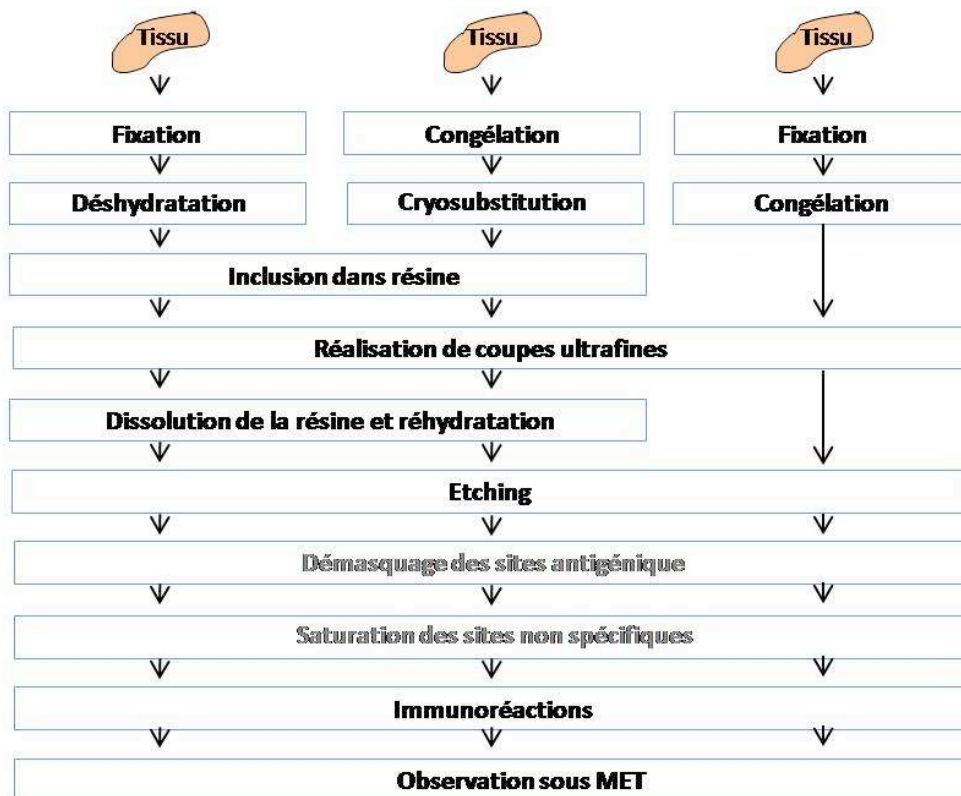 Tissu Tissu Tissu
Fixation Congélation Fixation
Déshydratation Cryosubstitution Congélation
Inclusion dans résine
Réalisation de coupes ultrafines
Dissolution de la résine et réhydratation
Etching
Démasquage des sites antigénique
Saturation des sites non spécifiques
Immunoréactions
Observation sous MET